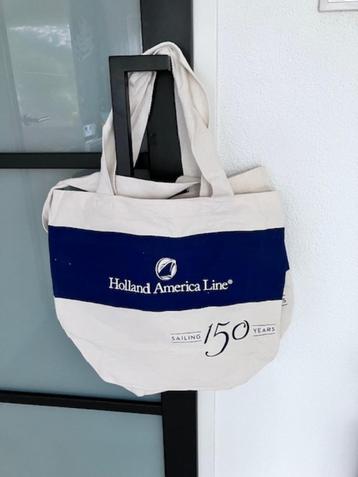 Holland America Line®
SAILING 150 YEARS